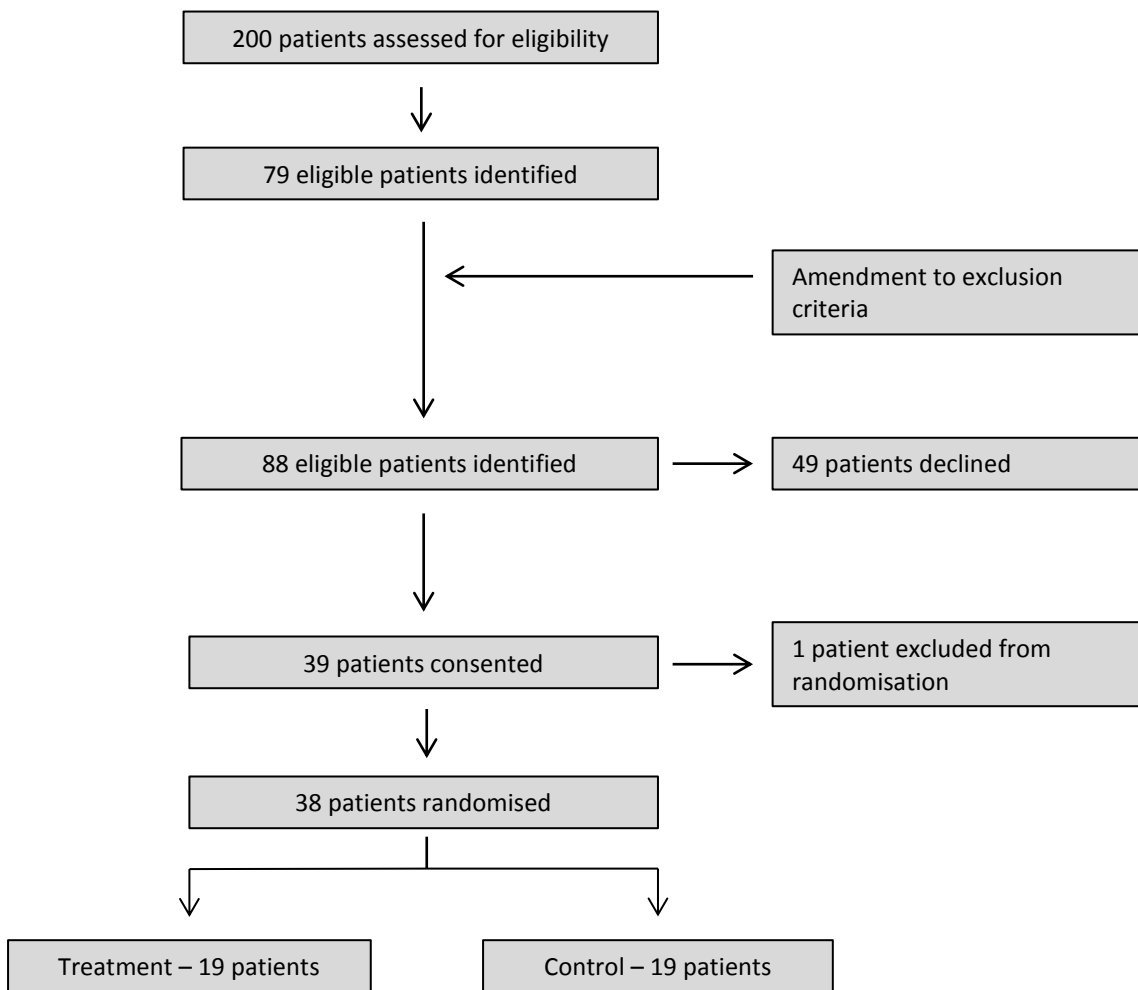 200 patients assessed for eligibility
79 eligible patients identified
Amendment to exclusion
criteria
88 eligible patients identified
49 patients declined
39 patients consented
1 patient excluded from
randomisation
38 patients randomised
Treatment – 19 patients
Control – 19 patients